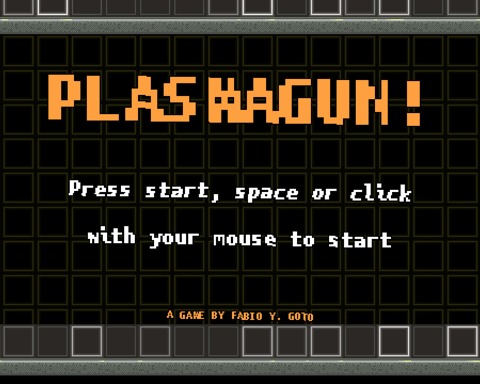 PLASMAGUN!
Press start, space or click
with your mouse to start
A GAME BY FABIO Y. GOTO